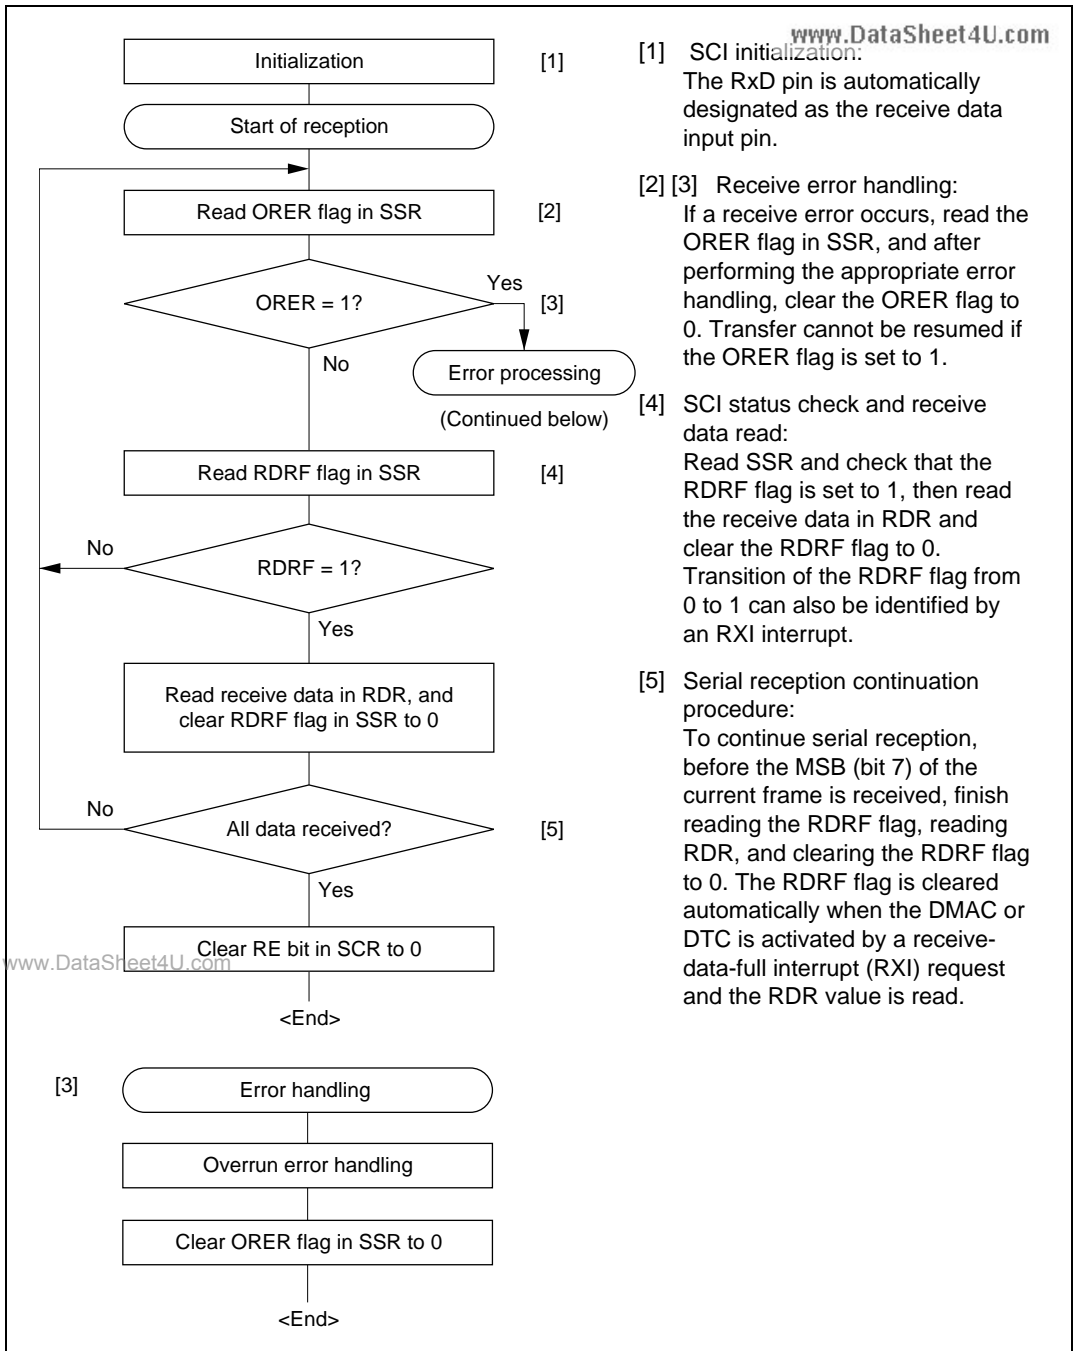 www.DataSheet4U.com
Initialization
[1]
Start of reception
Read ORER flag in SSR
[2]
ORER = 1?
Yes
[3]
No
Error processing
(Continued below)
Read RDRF flag in SSR
[4]
No
RDRF = 1?
Yes
Read receive data in RDR, and
clear RDRF flag in SSR to 0
No
All data received?
[5]
Yes
Clear RE bit in SCR to 0
www.DataSheet4U.com
<End>
[3]
Error handling
Overrun error handling
Clear ORER flag in SSR to 0
<End>
[1] SCI initialization:
The RxD pin is automatically
designated as the receive data
input pin.
[2] [3] Receive error handling:
If a receive error occurs, read the
ORER flag in SSR, and after
performing the appropriate error
handling, clear the ORER flag to
0. Transfer cannot be resumed if
the ORER flag is set to 1.
[4] SCI status check and receive
data read:
Read SSR and check that the
RDRF flag is set to 1, then read
the receive data in RDR and
clear the RDRF flag to 0.
Transition of the RDRF flag from
0 to 1 can also be identified by
an RXI interrupt.
[5] Serial reception continuation
procedure:
To continue serial reception,
before the MSB (bit 7) of the
current frame is received, finish
reading the RDRF flag, reading
RDR, and clearing the RDRF flag
to 0. The RDRF flag is cleared
automatically when the DMAC or
DTC is activated by a receive-
data-full interrupt (RXI) request
and the RDR value is read.